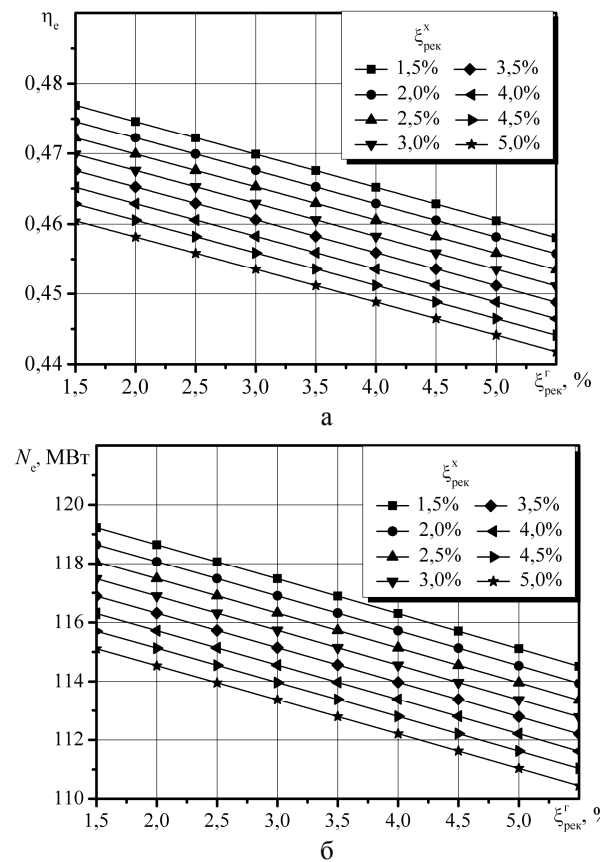 ηe
ξ х рек
1,5% 3,5%
2,0% 4,0%
2,5% 4,5%
3,0% 5,0%
0,48
0,47
0,46
0,45
0,44
1,5 2,0 2,5 3,0 3,5 4,0 4,5 5,0 ξ г рек, %
а
Ne, МВт
ξ х рек
1,5% 3,5%
2,0% 4,0%
2,5% 4,5%
3,0% 5,0%
120
118
116
114
112
110
1,5 2,0 2,5 3,0 3,5 4,0 4,5 5,0 ξ г рек, %
б